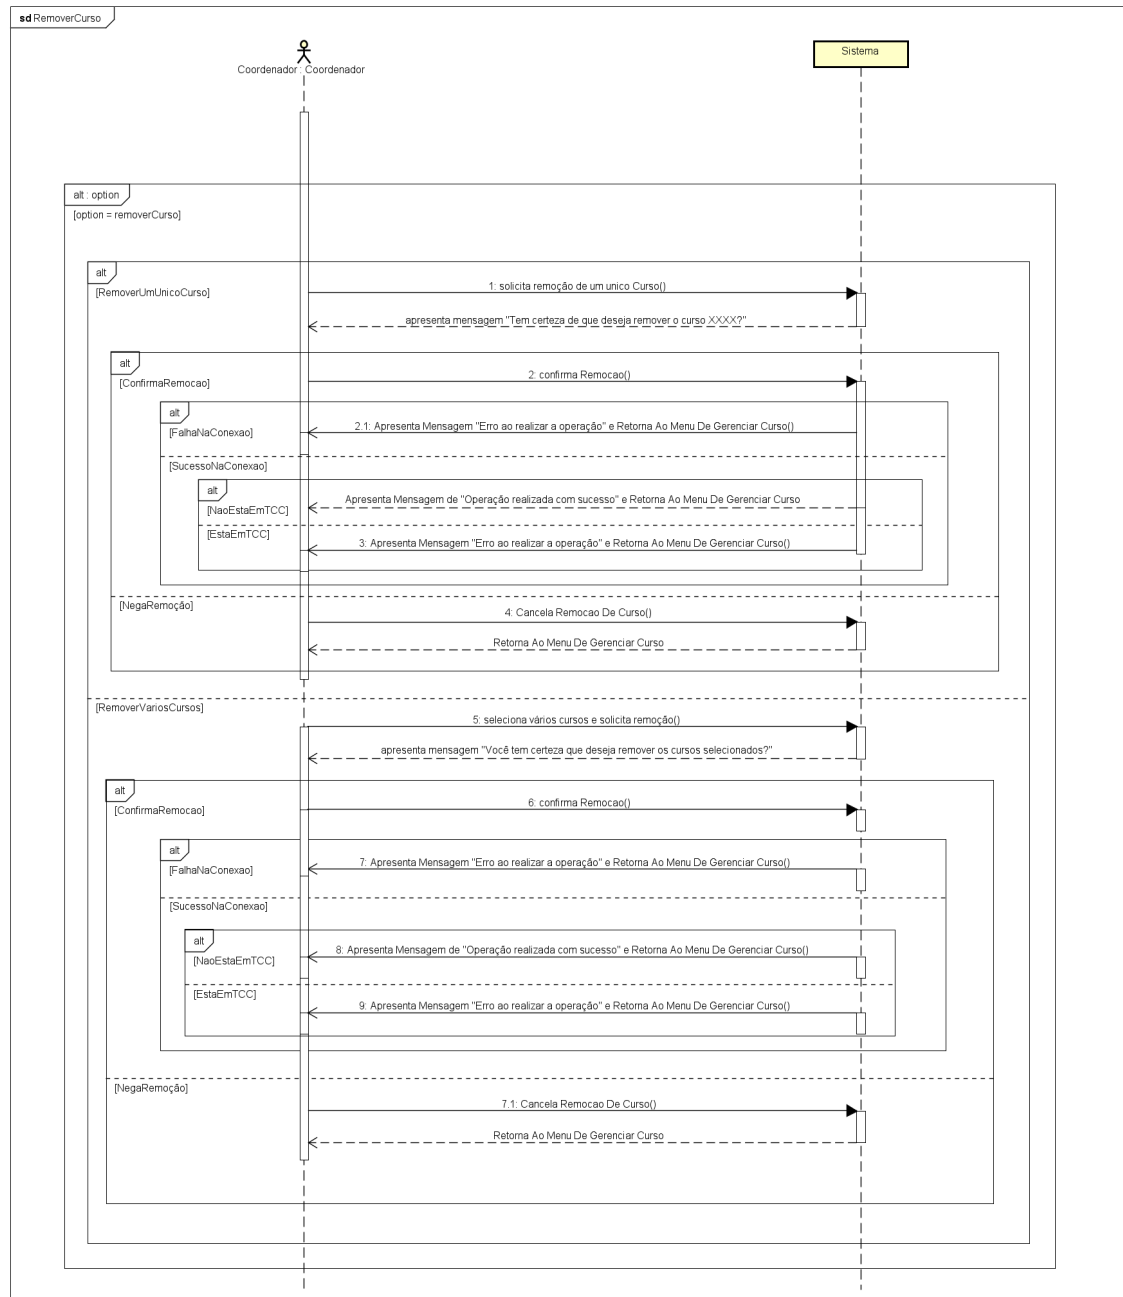 sd RemoverCurso
Coordenador : Coordenador
Sistema
alt : option
[option = removerCurso]
alt
[RemoverUmUnicoCurso]
1: solicita remoção de um unico Curso()
apresenta mensagem "Tem certeza de que deseja remover o curso XXXX?"
alt
[ConfirmaRemocao]
2: confirma Remocao()
alt
[FalhaNaConexao]
2.1: Apresenta Mensagem "Erro ao realizar a operação" e Retorna Ao Menu De Gerenciar Curso()
[SucessoNaConexao]
alt
[NaoEstaEmTCC]
Apresenta Mensagem de "Operação realizada com sucesso" e Retorna Ao Menu De Gerenciar Curso
[EstaEmTCC]
3: Apresenta Mensagem "Erro ao realizar a operação" e Retorna Ao Menu De Gerenciar Curso()
[NegaRemoção]
4: Cancela Remocao De Curso()
Retorna Ao Menu De Gerenciar Curso
[RemoverVariosCursos]
5: seleciona vários cursos e solicita remoção()
apresenta mensagem "Você tem certeza que deseja remover os cursos selecionados?"
alt
[ConfirmaRemocao]
6: confirma Remocao()
alt
[FalhaNaConexao]
7: Apresenta Mensagem "Erro ao realizar a operação" e Retorna Ao Menu De Gerenciar Curso()
[SucessoNaConexao]
alt
[NaoEstaEmTCC]
8: Apresenta Mensagem de "Operação realizada com sucesso" e Retorna Ao Menu De Gerenciar Curso()
[EstaEmTCC]
9: Apresenta Mensagem "Erro ao realizar a operação" e Retorna Ao Menu De Gerenciar Curso()
[NegaRemoção]
7.1: Cancela Remocao De Curso()
Retorna Ao Menu De Gerenciar Curso